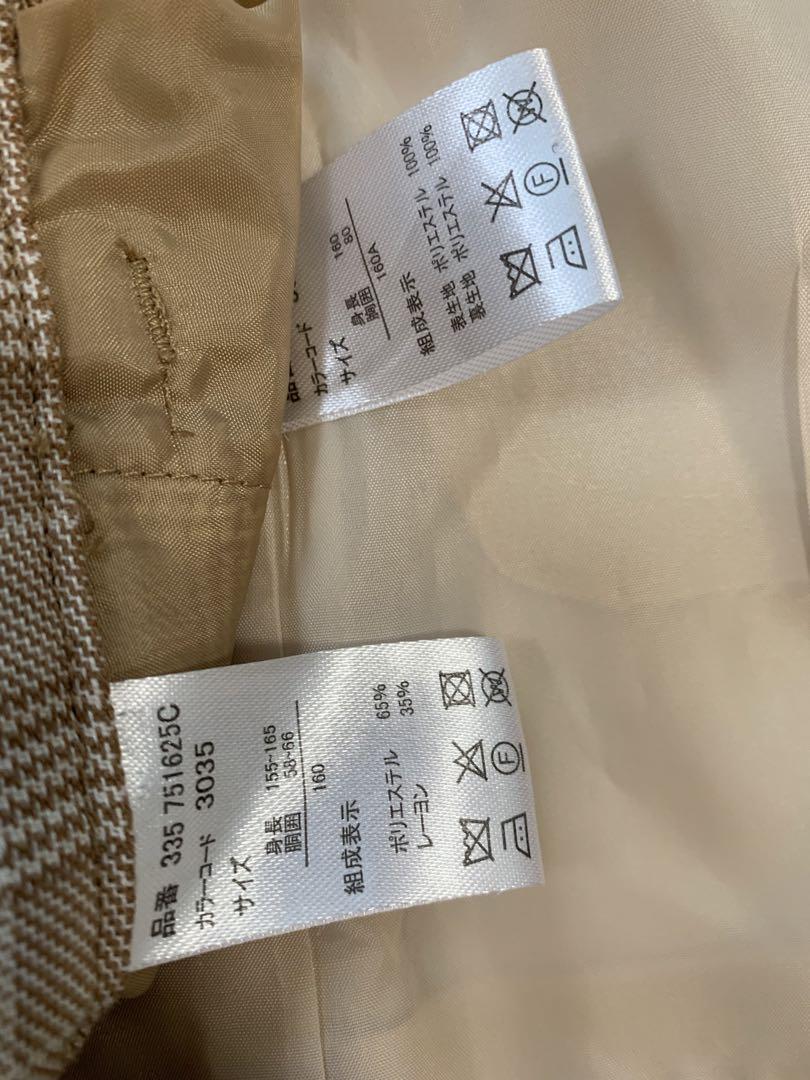 品番
カラーコード
サイズ
身長 160
胸囲 80
160A
組成表示
表生地 ポリエステル 100%
裏生地 ポリエステル 100%
F
W
品番 335 751625C
カラーコード 3035
サイズ
身長 155~165
胴囲 58~66
160
組成表示
ポリエステル 65%
レーヨン 35%
F
W